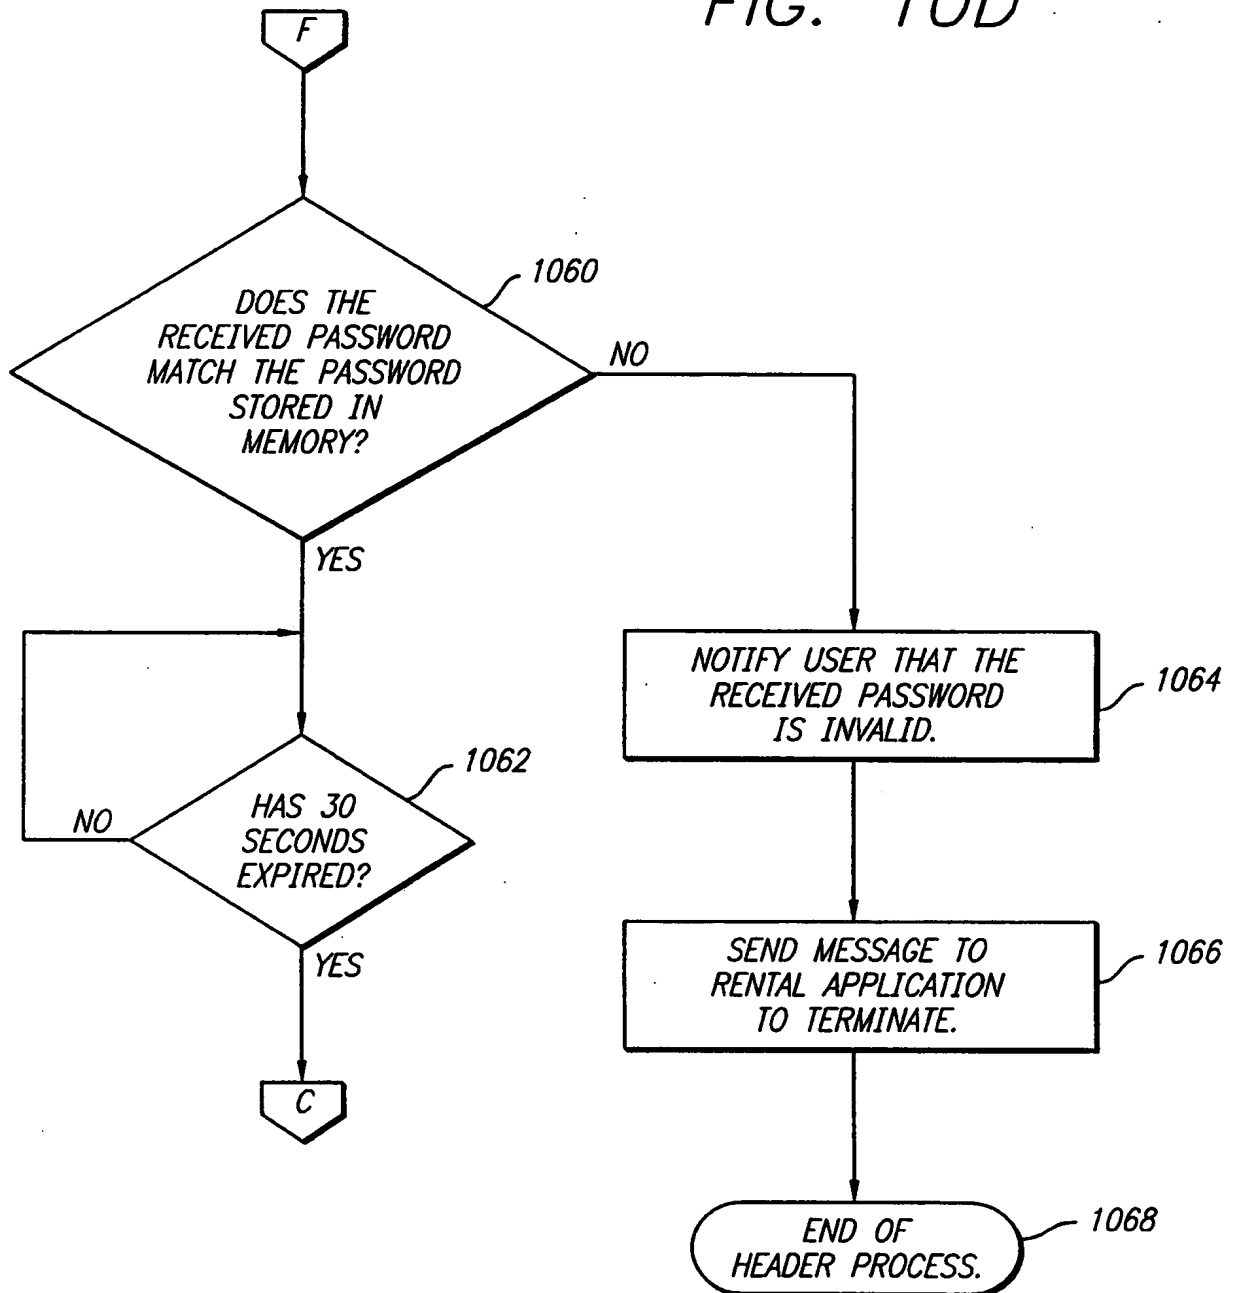 FIG. 10D
F
1060
DOES THE
RECEIVED PASSWORD
MATCH THE PASSWORD
STORED IN
MEMORY?
NO
YES
NOTIFY USER THAT THE
RECEIVED PASSWORD
IS INVALID.
1064
1062
HAS 30
SECONDS
EXPIRED?
NO
YES
SEND MESSAGE TO
RENTAL APPLICATION
TO TERMINATE.
1066
C
END OF
HEADER PROCESS.
1068